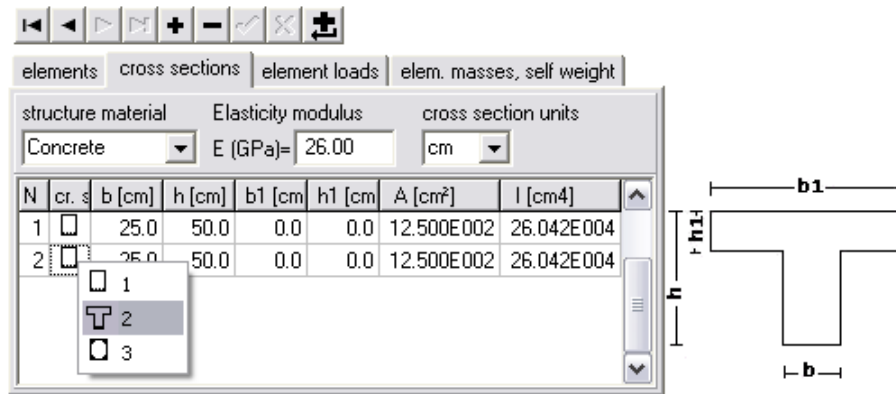 elements cross sections element loads elem. masses, self weight
structure material Elasticity modulus cross section units
Concrete E (GPa)= 26.00 cm
N cr. s b [cm] h [cm] b1 [cm h1 [cm A [cm²] I [cm4]
1 25.0 50.0 0.0 0.0 12.500E002 26.042E004
2 25.0 50.0 0.0 0.0 12.500E002 26.042E004
1
2
3
b1
h1
h
b